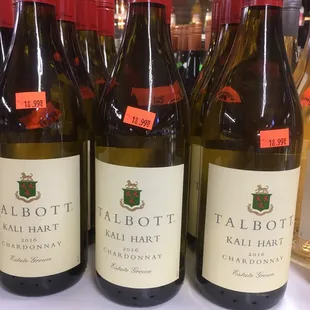 18.99
18.99
18.99
TALBOTT
KALI HART
2016
CHARDONNAY
Estate Grown
TALBOTT
KALI HART
2016
CHARDONNAY
Estate Grown
TALBOTT
KALI HART
2016
CHARDONNAY
Estate Grown